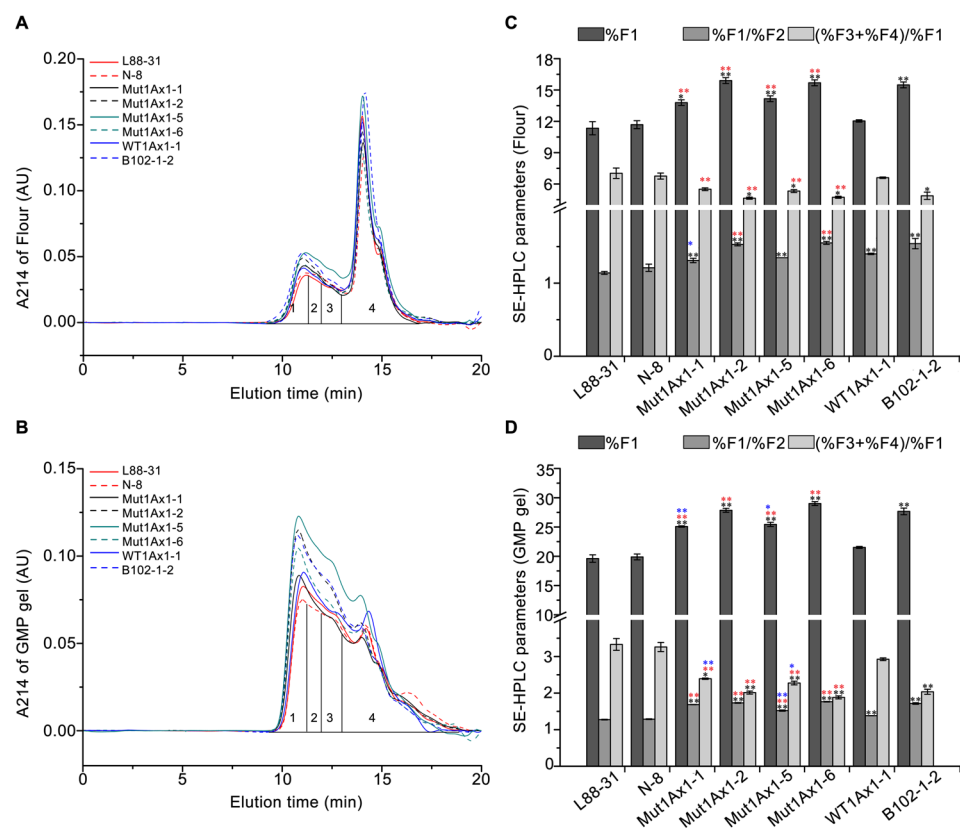 A
L88-31
N-8
Mut1Ax1-1
Mut1Ax1-2
Mut1Ax1-5
Mut1Ax1-6
WT1Ax1-1
B102-1-2
0.20
0.15
0.10
0.05
0.00
A214 of Flour (AU)
1 2 3 4
0 5 10 15 20
Elution time (min)
B
L88-31
N-8
Mut1Ax1-1
Mut1Ax1-2
Mut1Ax1-5
Mut1Ax1-6
WT1Ax1-1
B102-1-2
0.15
0.10
0.05
0.00
A214 of GMP gel (AU)
1 2 3 4
0 5 10 15 20
Elution time (min)
C
%F1 %F1/%F2 (%F3+%F4)/%F1
18
15
12
9
6
1
0
SE-HPLC parameters (Flour)
** * ** ** ** ** ** ** **
** ** ** * ** * ** * *
* ** ** ** ** ** ** ** **
L88-31 N-8 Mut1Ax1-1 Mut1Ax1-2 Mut1Ax1-5 Mut1Ax1-6 WT1Ax1-1 B102-1-2
D
%F1 %F1/%F2 (%F3+%F4)/%F1
35
30
25
20
15
10
3
2
1
0
SE-HPLC parameters (GMP gel)
L88-31 N-8 Mut1Ax1-1 Mut1Ax1-2 Mut1Ax1-5 Mut1Ax1-6 WT1Ax1-1 B102-1-2